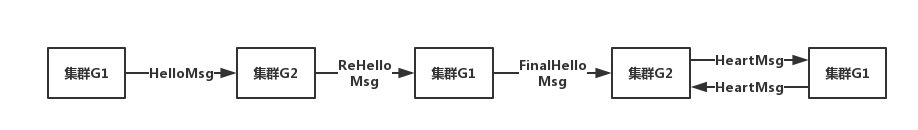 集群G1
HelloMsg
集群G2
ReHello
Msg
集群G1
FinalHello
Msg
集群G2
HeartMsg
HeartMsg
集群G1